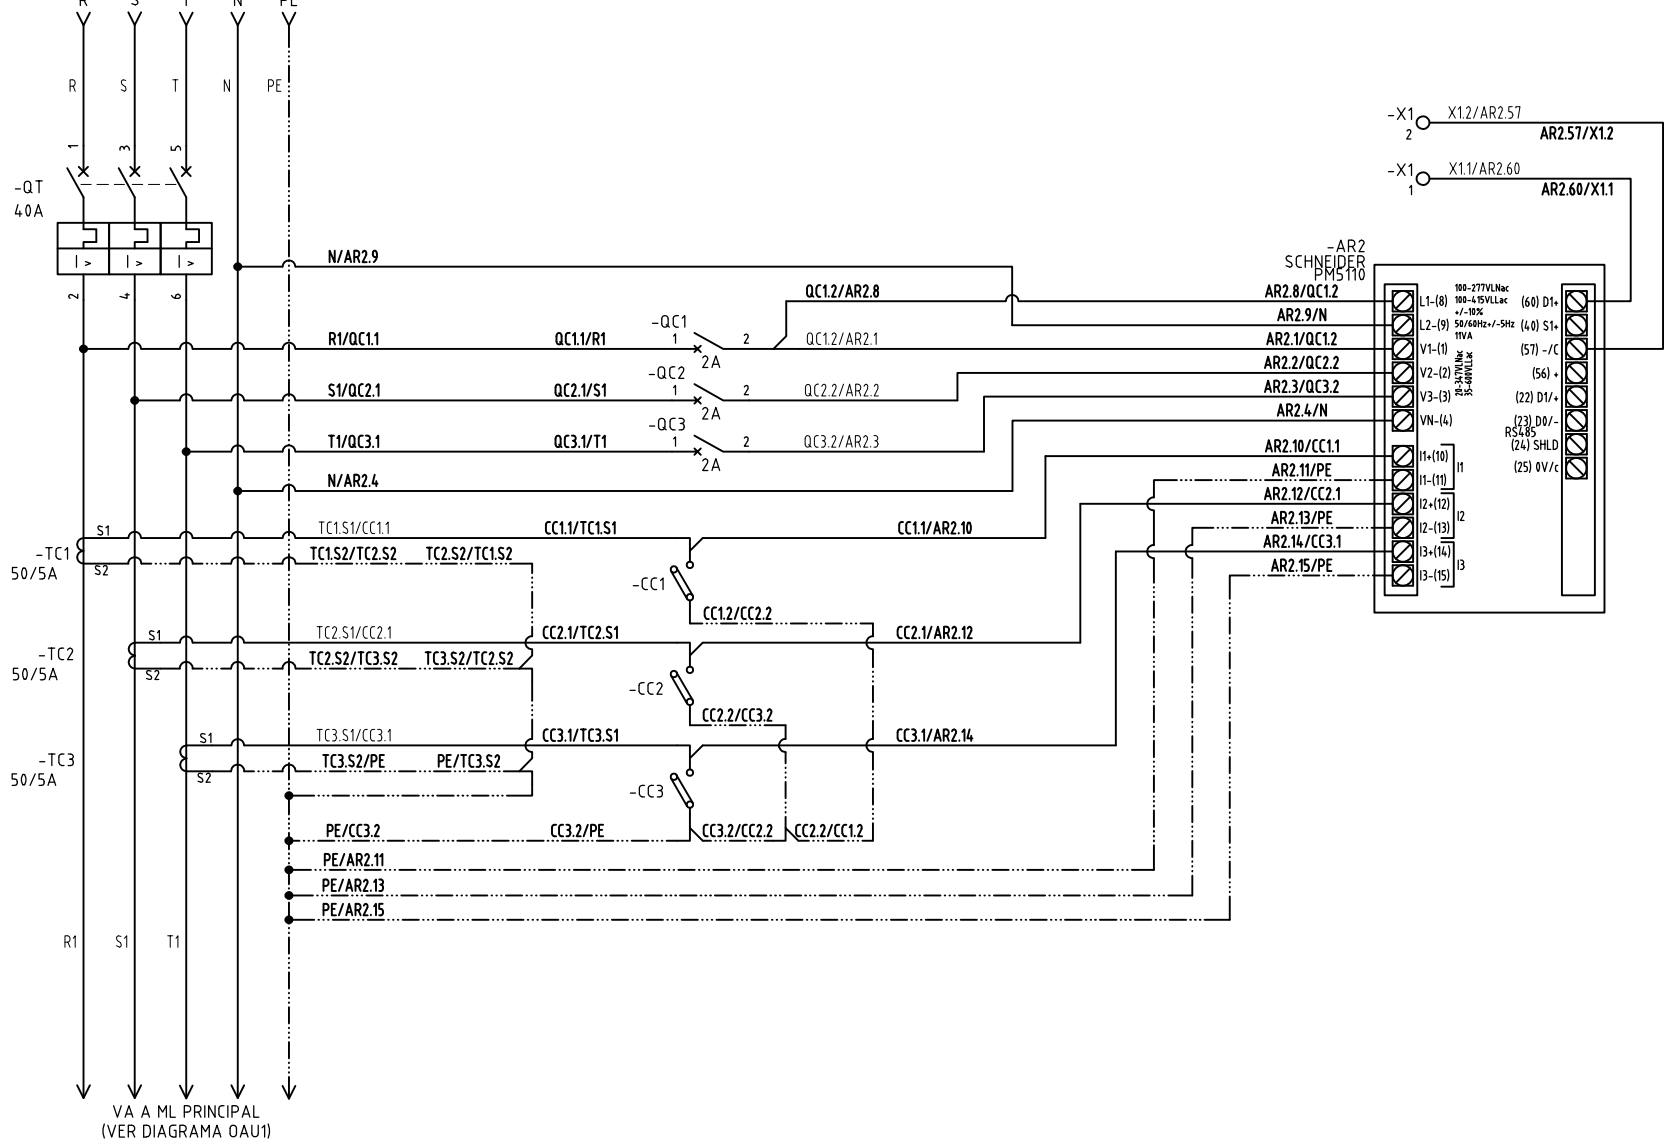 R S T N PE
R S T N PE
-X1 X1.2/AR2.57
2 AR2.57/X1.2
1 3 5
-X1 X1.1/AR2.60
1 AR2.60/X1.1
-QT
40A
I> I> I>
2 4 6
N/AR2.9
-AR2
SCHNEIDER
PM5110
QC1.2/AR2.8 AR2.8/QC1.2
AR2.9/N
-QC1
R1/QC1.1 QC1.1/R1 1 2 QC1.2/AR2.1 AR2.1/QC1.2
2A
-QC2
AR2.2/QC2.2
S1/QC2.1 QC2.1/S1 1 2 QC2.2/AR2.2 AR2.3/QC3.2
2A
-QC3
AR2.4/N
T1/QC3.1 QC3.1/T1 1 2 QC3.2/AR2.3
2A
AR2.10/CC1.1
AR2.11/PE
N/AR2.4
AR2.12/CC2.1
AR2.13/PE
AR2.14/CC3.1
AR2.15/PE
100-277VLNac
100-415VLLac
+/-10%
50/60Hz+/-5Hz
11VA
20-347VLNac
35-600VLLac
L1-(8) (60) D1+
L2-(9) (40) S1+
V1-(1) (57) -/C
V2-(2) (56) +
V3-(3) (22) D1/+
VN-(4) (23) D0/-
RS485
(24) SHLD
(25) 0V/c
I1+(10)
I1-(11)
I1
I2+(12)
I2-(13)
I2
I3+(14)
I3-(15)
I3
S1 TC1.S1/CC1.1 CC1.1/TC1.S1 CC1.1/AR2.10
-TC1
50/5A
S2 TC1.S2/TC2.S2 TC2.S2/TC1.S2
-CC1
CC1.2/CC2.2
S1 TC2.S1/CC2.1 CC2.1/TC2.S1 CC2.1/AR2.12
-TC2
50/5A
S2 TC2.S2/TC3.S2 TC3.S2/TC2.S2
-CC2
CC2.2/CC3.2
S1 TC3.S1/CC3.1 CC3.1/TC3.S1 CC3.1/AR2.14
-TC3
50/5A
S2 TC3.S2/PE PE/TC3.S2
-CC3
PE/CC3.2 CC3.2/PE CC3.2/CC2.2 CC2.2/CC1.2
PE/AR2.11
PE/AR2.13
PE/AR2.15
R1 S1 T1
VA A ML PRINCIPAL
(VER DIAGRAMA OAU1)